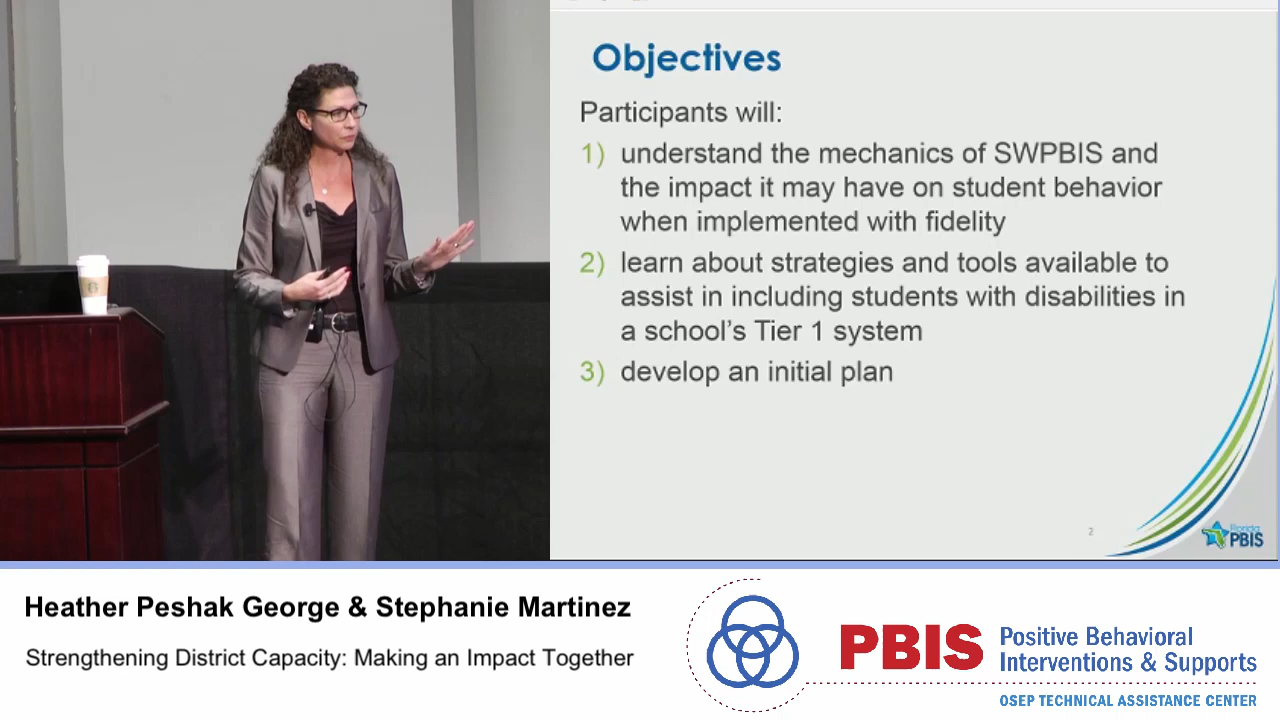 Objectives
Participants will:
1) understand the mechanics of SWPBIS and
the impact it may have on student behavior
when implemented with fidelity
2) learn about strategies and tools available to
assist in including students with disabilities in
a school's Tier 1 system
3) develop an initial plan
2
Florida
PBIS
Heather Peshak George & Stephanie Martinez
Strengthening District Capacity: Making an Impact Together
PBIS
Positive Behavioral
Interventions & Supports
OSEP TECHNICAL ASSISTANCE CENTER